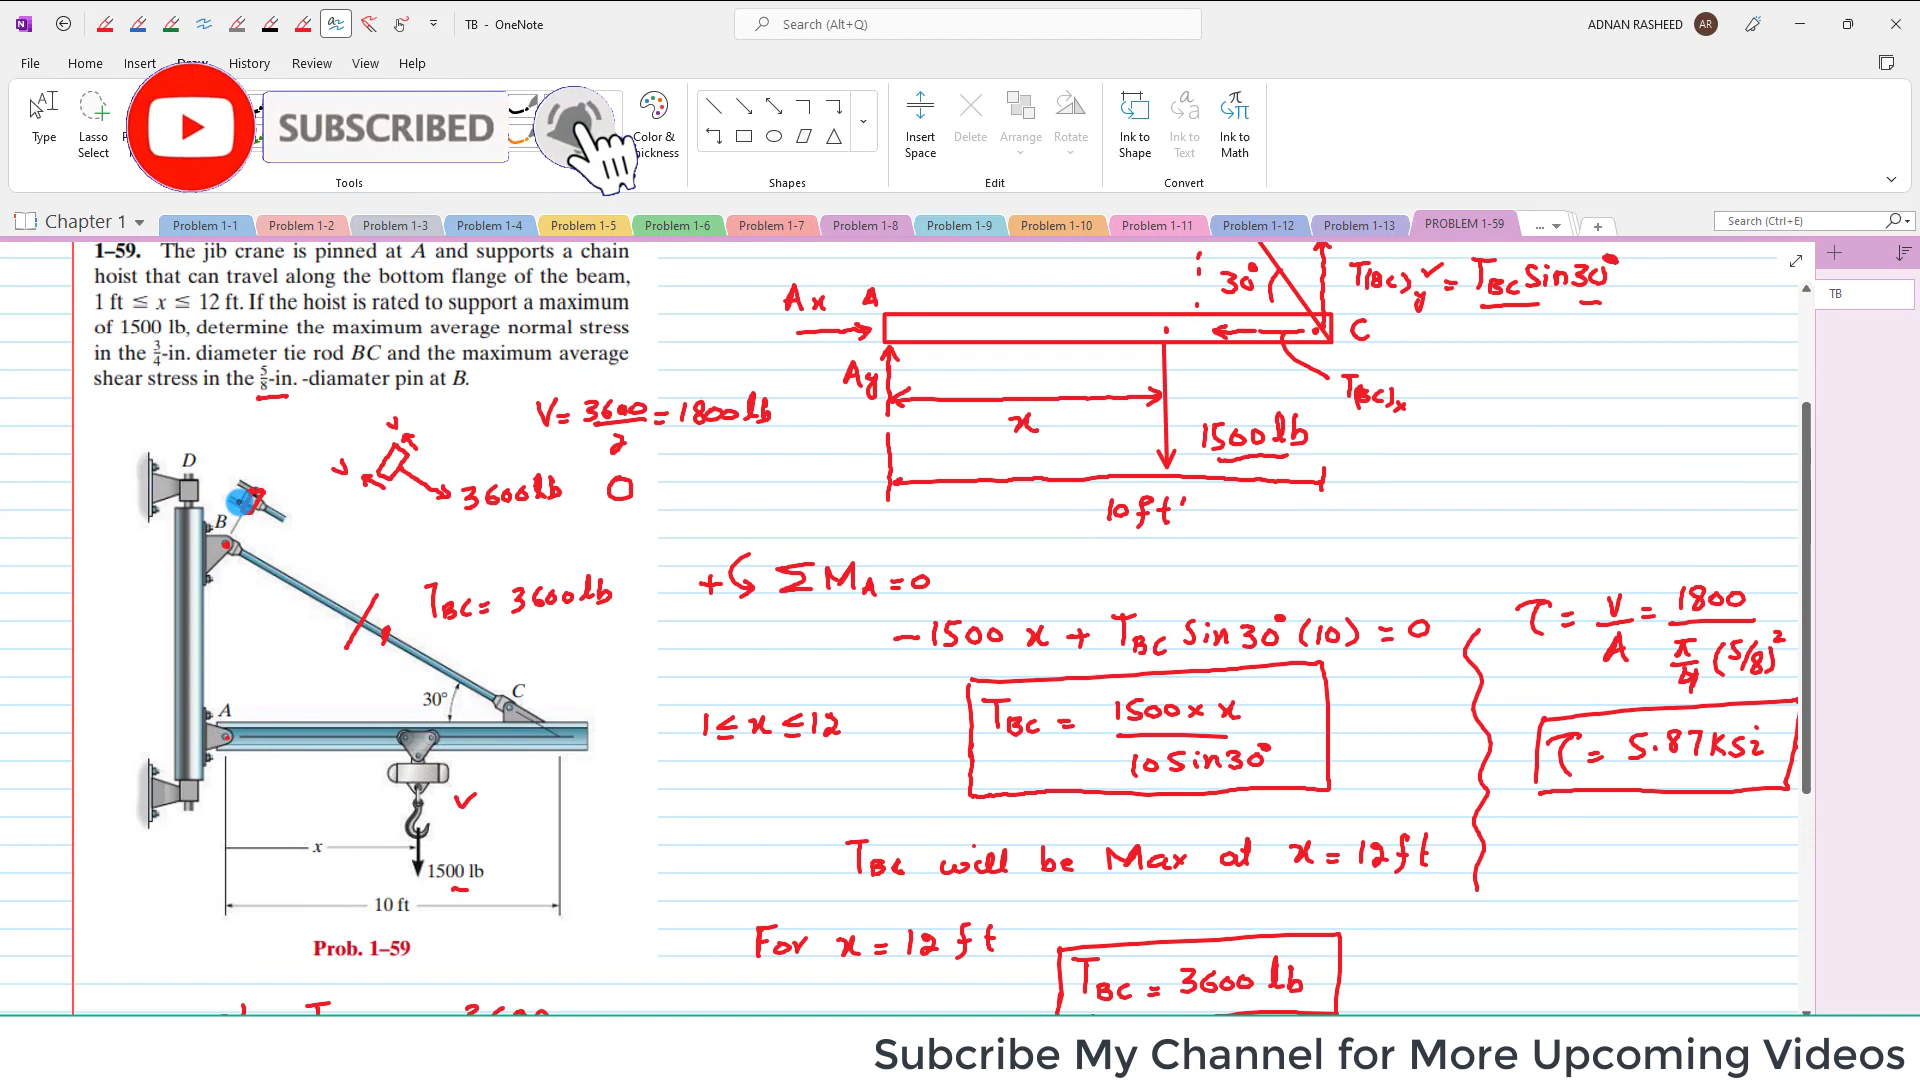 TB - OneNote
Search (Alt+Q)
ADNAN RASHEED
AR
File Home Insert Draw History Review View Help
Type
Lasso Select
SUBSCRIBED
Color &
Tools
Shapes
Insert Space
Delete
Arrange
Rotate
Edit
Ink to Shape
Ink to Text
Ink to Math
Convert
Chapter 1
Problem 1-1 Problem 1-2 Problem 1-3 Problem 1-4 Problem 1-5 Problem 1-6 Problem 1-7 Problem 1-8 Problem 1-9 Problem 1-10 Problem 1-11 Problem 1-12 Problem 1-13 PROBLEM 1-59 ...
Search (Ctrl+E)
TB
1–59. The jib crane is pinned at A and supports a chain
hoist that can travel along the bottom flange of the beam,
1 ft ≤ x ≤ 12 ft. If the hoist is rated to support a maximum
of 1500 lb, determine the maximum average normal stress
in the 3/4-in. diameter tie rod BC and the maximum average
shear stress in the 5/8-in. -diamater pin at B.
V = 3600/2 = 1800 lb
V
V
3600 lb
D
B
TBC = 3600 lb
30°
C
A
x
1500 lb
10 ft
Prob. 1–59
Ax A
30°
T(BC)y = TBC Sin30°
C
Ay
T(BC)x
x
1500 lb
10 ft
+ ΣMA = 0
- 1500 x + TBC Sin30° (10) = 0
1 ≤ x ≤ 12
TBC = 1500 x x / 10 Sin30°
TBC will be Max at x = 12 ft
For x = 12 ft
TBC = 3600 lb
τ = V/A = 1800 / π/4 (5/8)²
τ = 5.87 Ksi
Subcribe My Channel for More Upcoming Videos